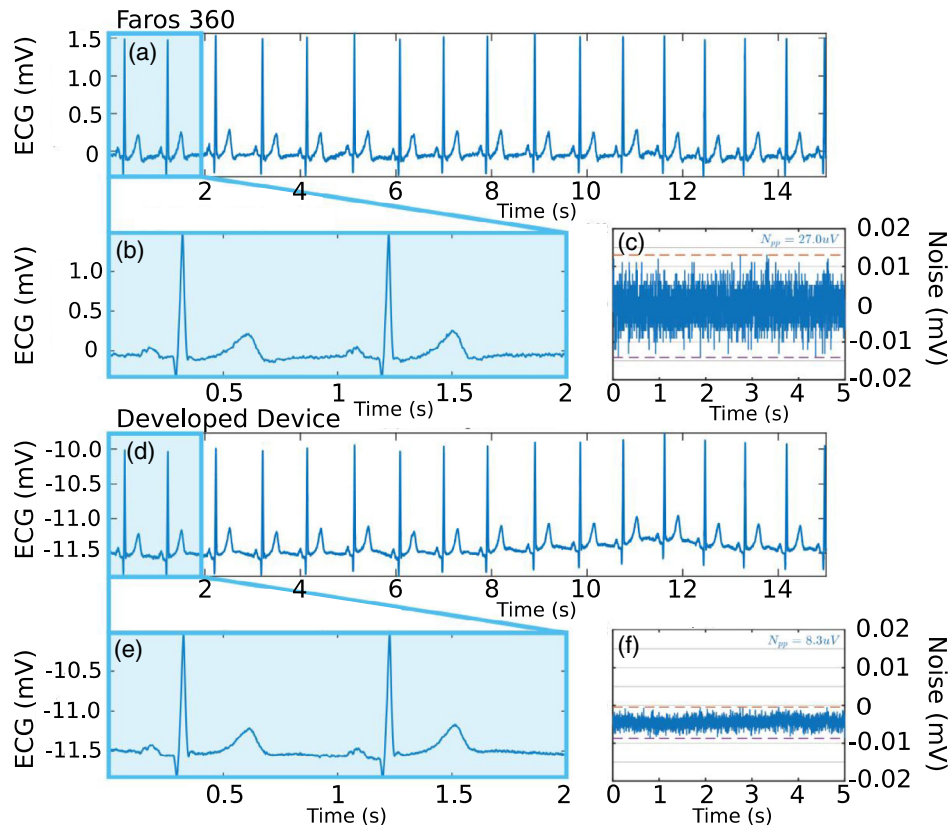 Faros 360
(a)
ECG (mV)
1.5
1.0
0.5
0
2 4 6 8 10 12 14
Time (s)
(b)
ECG (mV)
1.0
0.5
0
0.5 1 1.5 2
Time (s)
(c)
Npp = 27.0uV
0.02
0.01
0
-0.01
-0.02
Noise (mV)
0 1 2 3 4 5
Time (s)
Developed Device
(d)
ECG (mV)
-10.0
-10.5
-11.0
-11.5
2 4 6 8 10 12 14
Time (s)
(e)
ECG (mV)
-10.5
-11.0
-11.5
0.5 1 1.5 2
Time (s)
(f)
Npp = 8.3uV
0.02
0.01
0
-0.01
-0.02
Noise (mV)
0 1 2 3 4 5
Time (s)